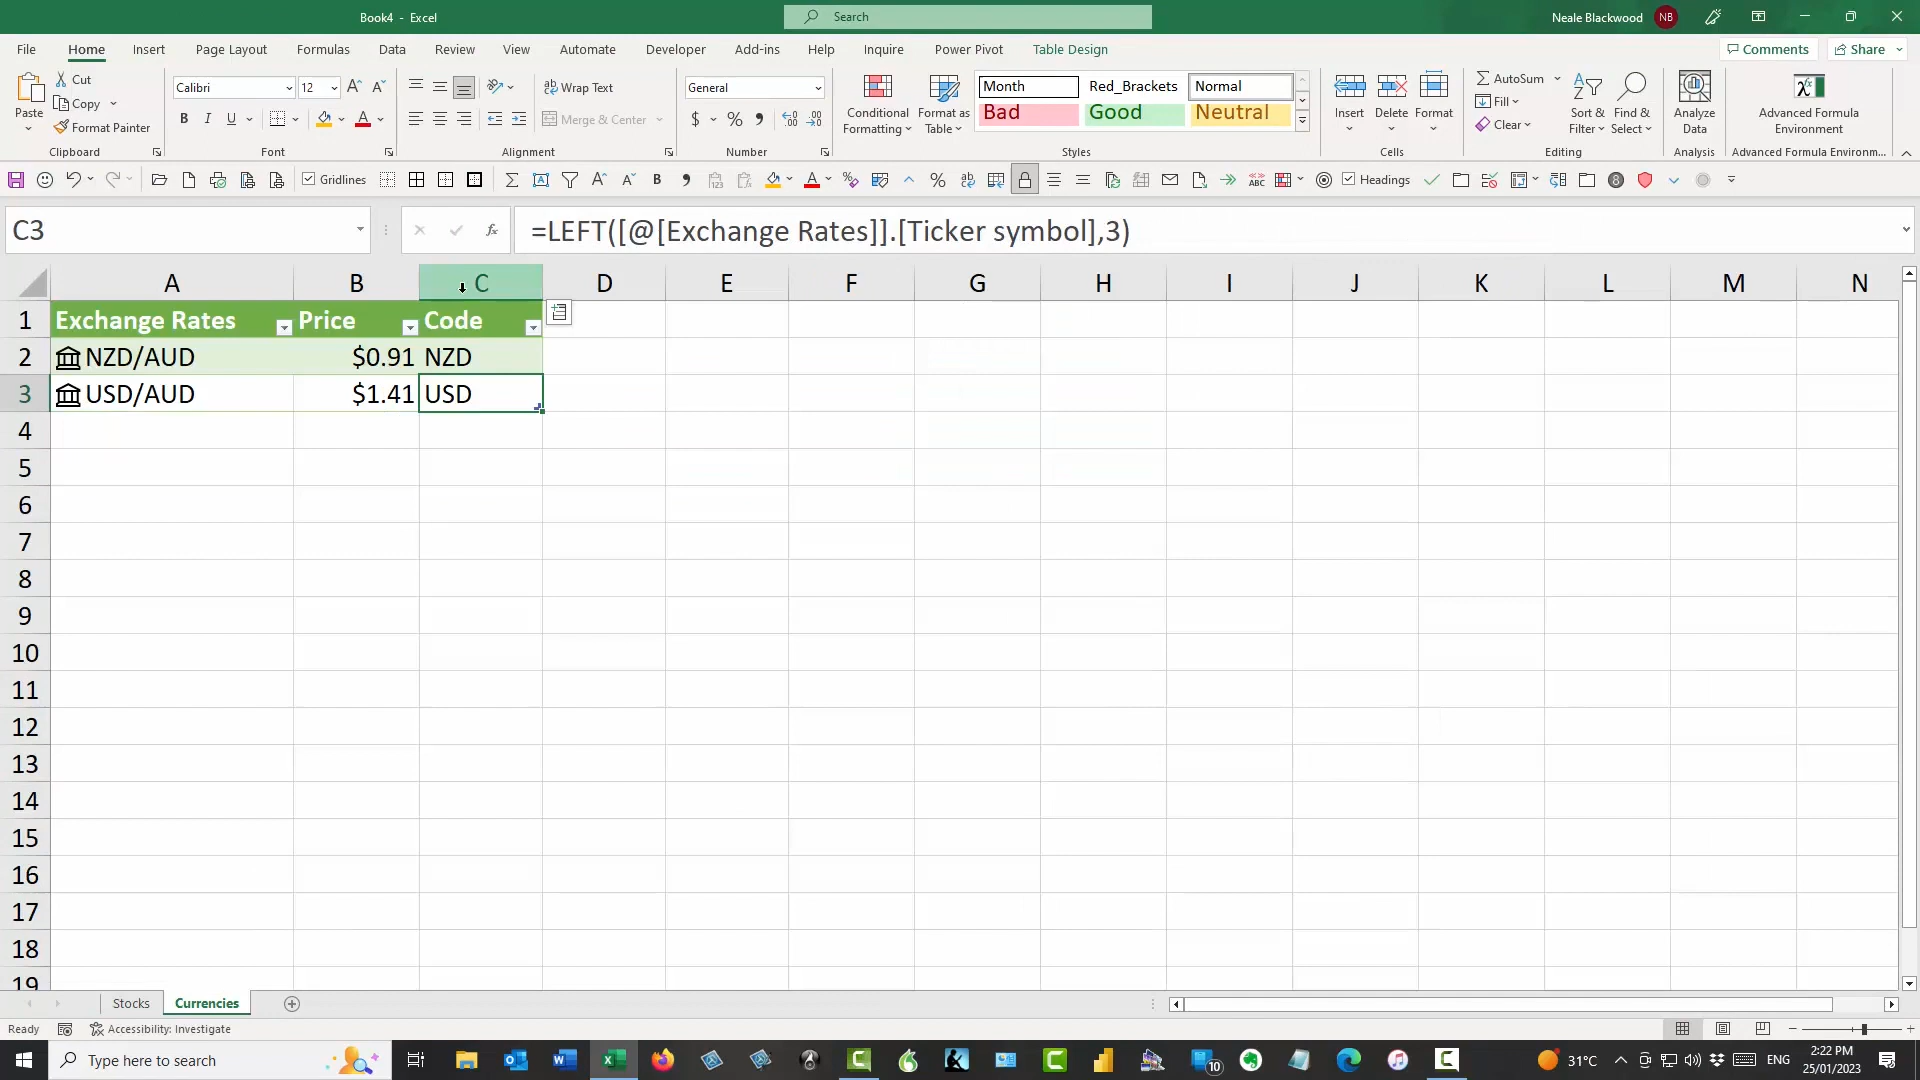 Book4 - Excel
Search
Neale Blackwood NB
File Home Insert Page Layout Formulas Data Review View Automate Developer Add-ins Help Inquire Power Pivot Table Design Comments Share
Paste
Cut
Copy
Format Painter
Clipboard
Calibri 12
B I U
Font
Wrap Text
Merge & Center
Alignment
General
$ % ,
Number
Conditional Formatting
Format as Table
Month Red_Brackets Normal
Bad Good Neutral
Styles
Insert Delete Format
Cells
AutoSum
Fill
Clear
Sort & Filter
Find & Select
Editing
Analyze Data
Analysis
Advanced Formula Environment
Advanced Formula Environm...
Gridlines
Headings
C3
fx
=LEFT([@[Exchange Rates]].[Ticker symbol],3)
A B C D E F G H I J K L M N
1 Exchange Rates Price Code
2 NZD/AUD $0.91 NZD
3 USD/AUD $1.41 USD
4
5
6
7
8
9
10
11
12
13
14
15
16
17
18
19
Stocks Currencies
Ready Accessibility: Investigate
Type here to search
10
31°C
ENG
2:22 PM
25/01/2023